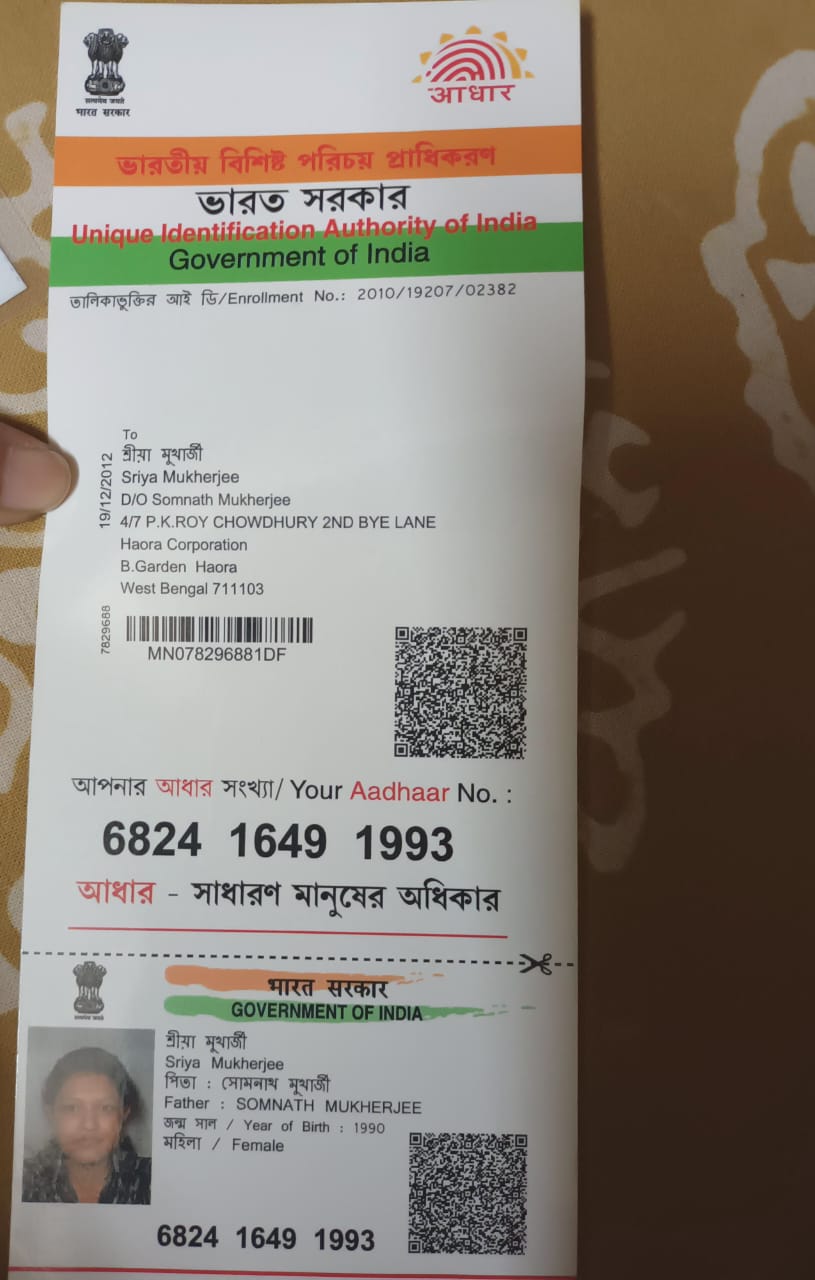 सत्यमेव जयते
भारत सरकार
आधार
ভারতীয় বিশিষ্ট পরিচয় প্রাধিকরণ
ভারত সরকার
Unique Identification Authority of India
Government of India
তালিকাভুক্তির আই ডি/Enrollment No.: 2010/19207/02382
To
শ্রীয়া মুখার্জী
Sriya Mukherjee
D/O Somnath Mukherjee
4/7 P.K.ROY CHOWDHURY 2ND BYE LANE
Haora Corporation
B.Garden Haora
West Bengal 711103
19/12/2012
7829688
MN078296881DF
আপনার আধার সংখ্যা/ Your Aadhaar No. :
6824 1649 1993
আধার - সাধারণ মানুষের অধিকার
सत्यमेव जयते
भारत सरकार
GOVERNMENT OF INDIA
শ্রীয়া মুখার্জী
Sriya Mukherjee
পিতা : সোমনাথ মুখার্জী
Father : SOMNATH MUKHERJEE
জন্ম সাল / Year of Birth : 1990
মহিলা / Female
6824 1649 1993